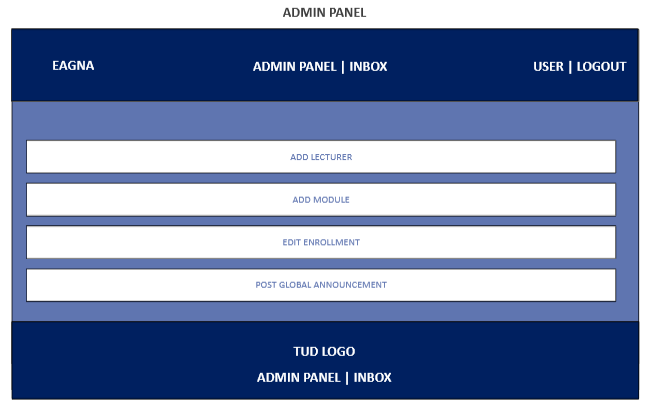 ADMIN PANEL
EAGNA ADMIN PANEL | INBOX USER | LOGOUT
ADD LECTURER
ADD MODULE
EDIT ENROLLMENT
POST GLOBAL ANNOUNCEMENT
TUD LOGO
ADMIN PANEL | INBOX